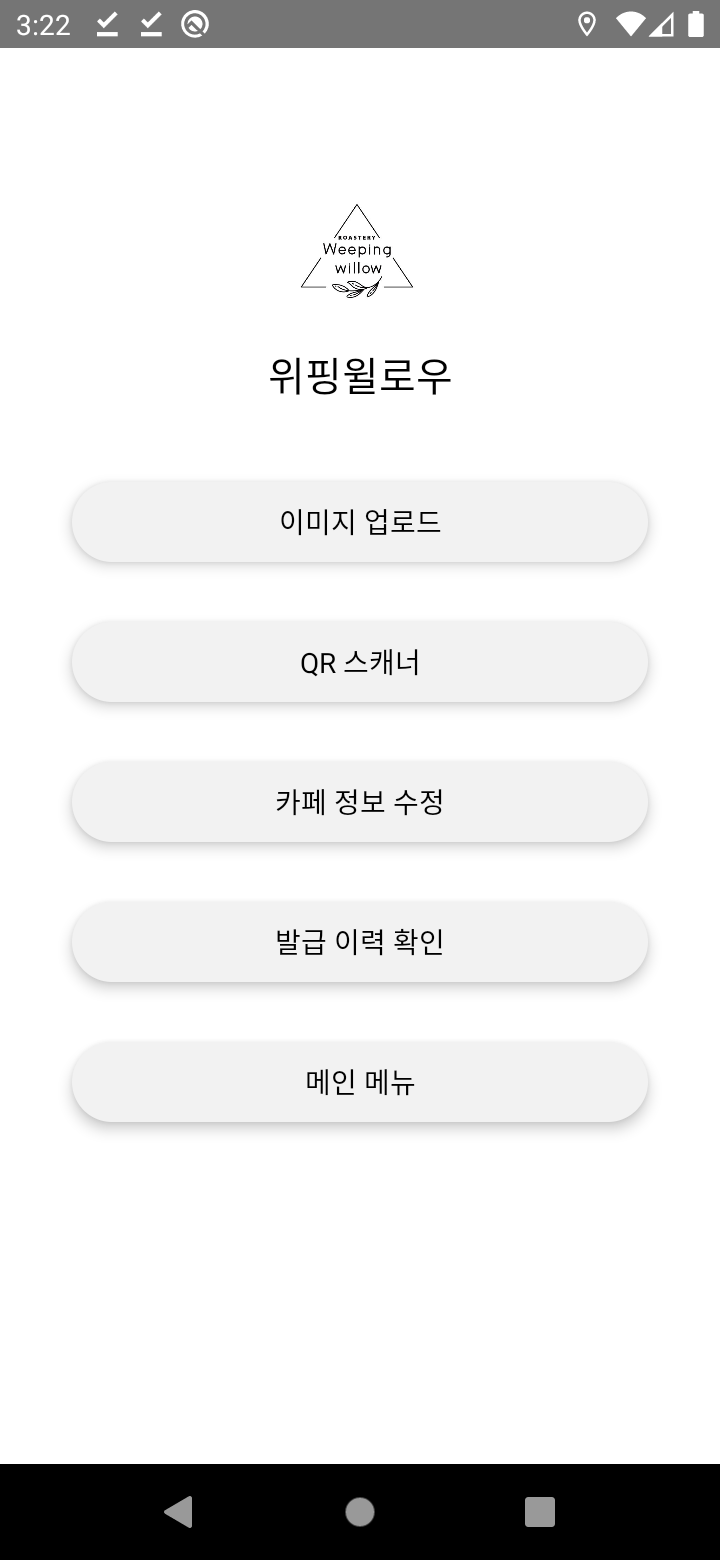 3:22
ROASTERY
Weeping
willow
위핑윌로우
이미지 업로드
QR 스캐너
카페 정보 수정
발급 이력 확인
메인 메뉴